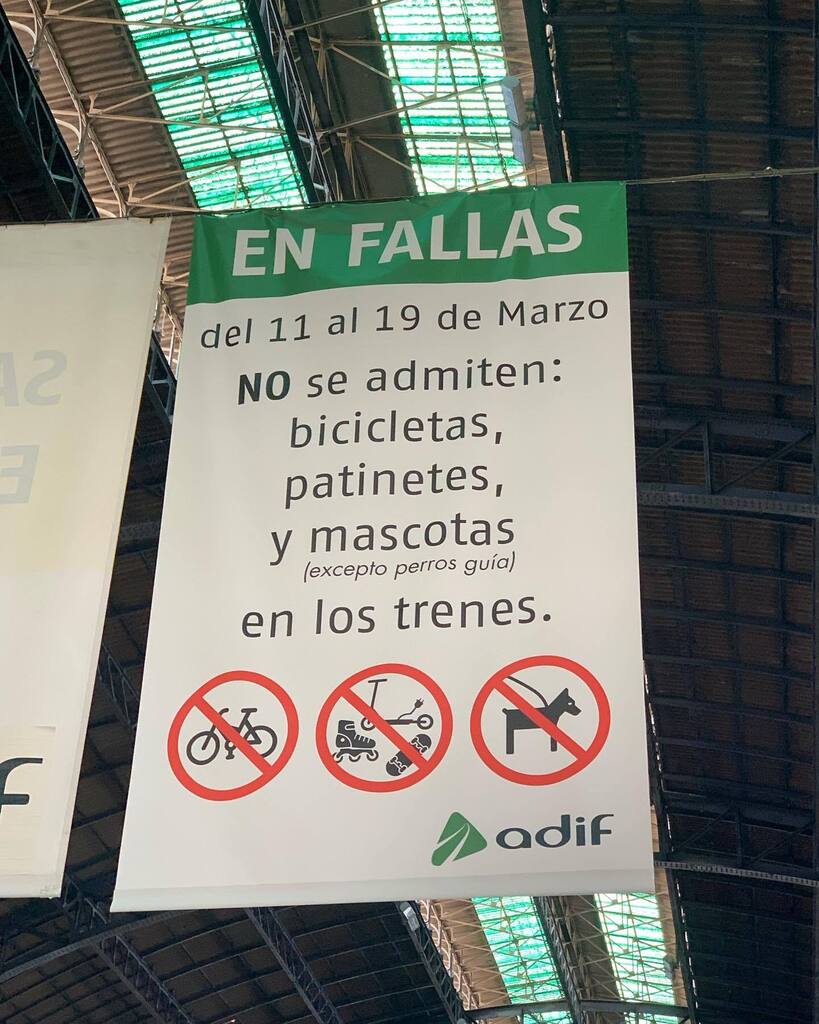 EN FALLAS
del 11 al 19 de Marzo
NO se admiten:
bicicletas,
patinetes,
y mascotas
(excepto perros guía)
en los trenes.
adif